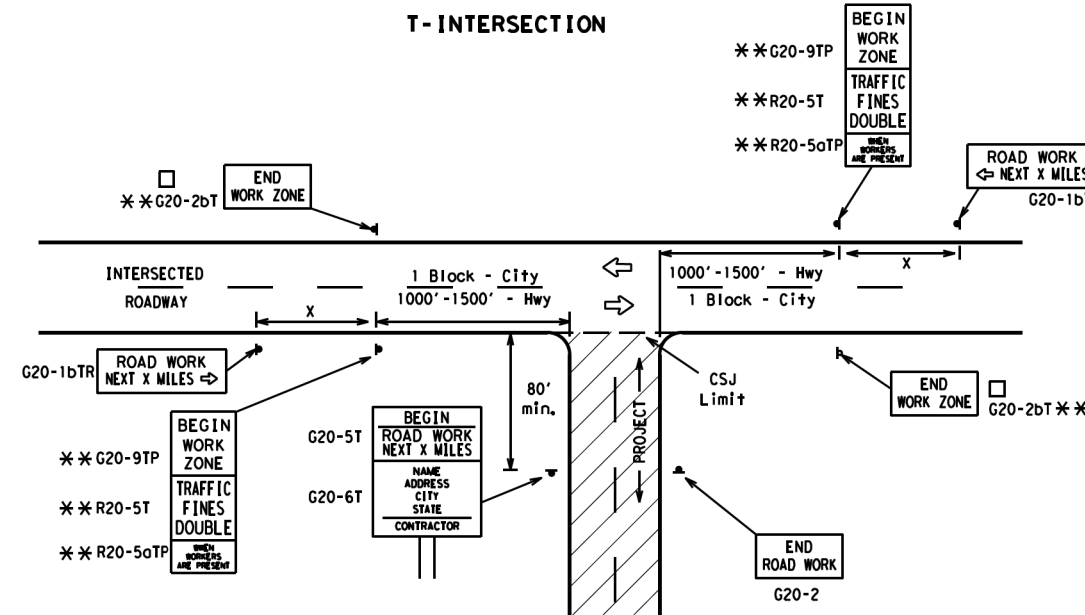 T-INTERSECTION
**G20-9TP
BEGIN
WORK
ZONE
**R20-5T
TRAFFIC
FINES
DOUBLE
**R20-5aTP
WHEN
WORKERS
ARE PRESENT
ROAD WORK
⇦ NEXT X MILES
G20-1bT
□
**G20-2bT
END
WORK ZONE
INTERSECTED
ROADWAY
1 Block - City
1000'-1500' - Hwy
1000'-1500' - Hwy
1 Block - City
X
X
G20-1bTR
ROAD WORK
NEXT X MILES ⇨
80'
min.
CSJ
Limit
PROJECT
END
WORK ZONE
□
G20-2bT **
**G20-9TP
BEGIN
WORK
ZONE
**R20-5T
TRAFFIC
FINES
DOUBLE
**R20-5aTP
WHEN
WORKERS
ARE PRESENT
G20-5T
BEGIN
ROAD WORK
NEXT X MILES
G20-6T
NAME
ADDRESS
CITY
STATE
CONTRACTOR
END
ROAD WORK
G20-2